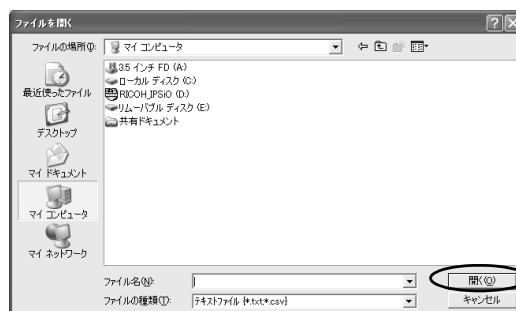 ファイルを開く
ファイルの場所(I):
マイ コンピュータ
3.5 インチ FD (A:)
ローカル ディスク (C:)
RICOH_IPSiO (D:)
リムーバブル ディスク (E:)
共有ドキュメント
最近使ったファイル
デスクトップ
マイ ドキュメント
マイ コンピュータ
マイ ネットワーク
ファイル名(N):
開く(O)
ファイルの種類(T):
テキストファイル (*.txt,*.csv)
キャンセル